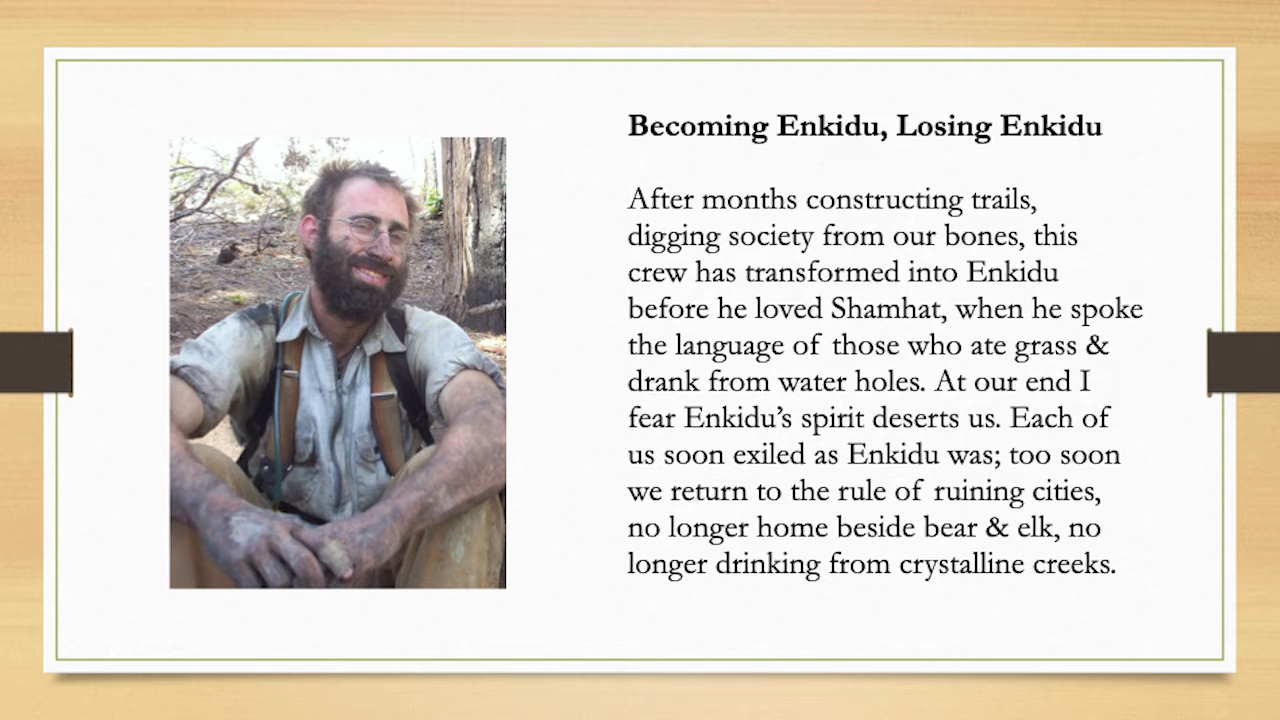 Becoming Enkidu, Losing Enkidu
After months constructing trails,
digging society from our bones, this
crew has transformed into Enkidu
before he loved Shamhat, when he spoke
the language of those who ate grass &
drank from water holes. At our end I
fear Enkidu’s spirit deserts us. Each of
us soon exiled as Enkidu was; too soon
we return to the rule of ruining cities,
no longer home beside bear & elk, no
longer drinking from crystalline creeks.